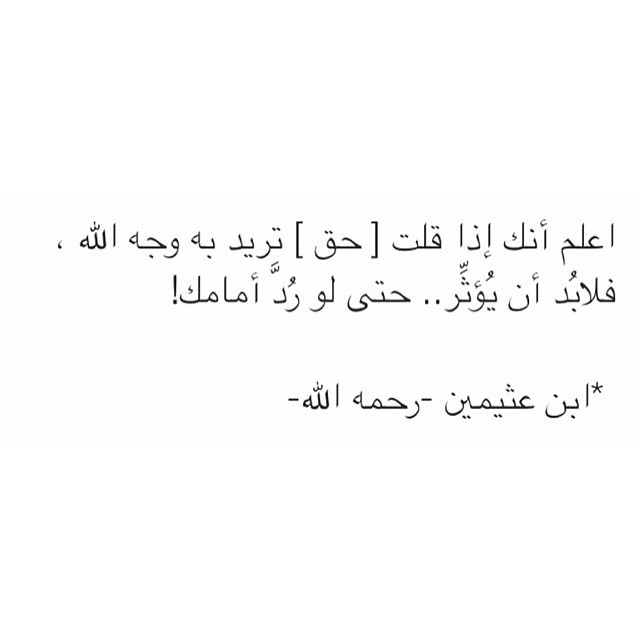 اعلم أنك إذا قلت [ حق ] تريد به وجه الله ،
فلابُد أن يُؤثِّر.. حتى لو رُدَّ أمامك!
*ابن عثيمين -رحمه الله-